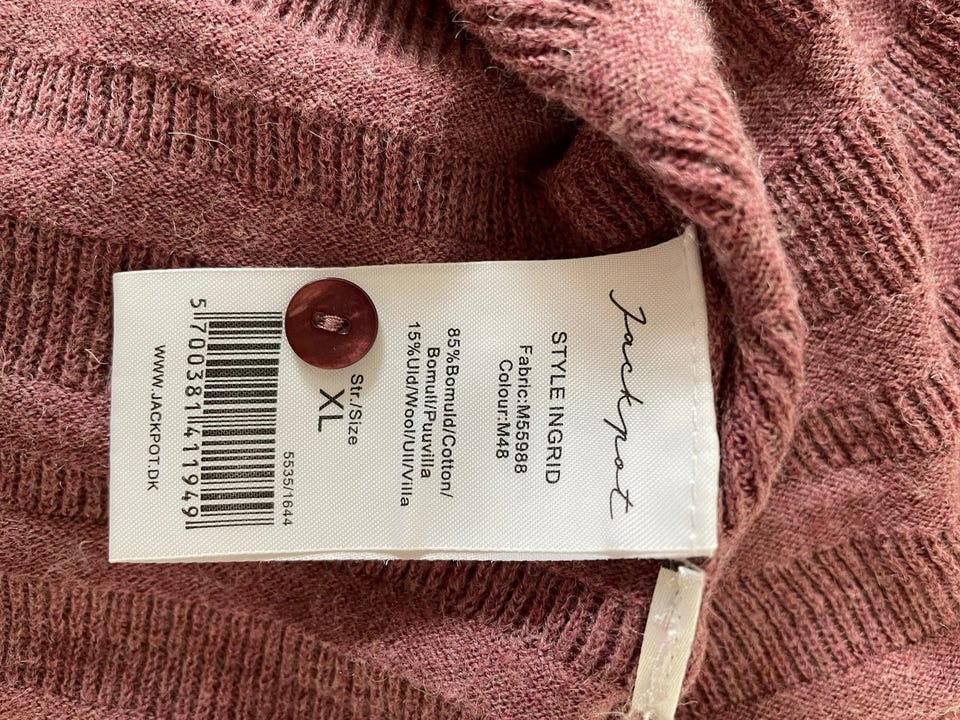 Jackpot
STYLE INGRID
Fabric:M55988
Colour:M48
85%Bomuld/Cotton/
Bomull/Puuvilla
15%Uld/Wool/Ull/Villa
Str./Size
XL
5535/1644
5 700381 411949
WWW.JACKPOT.DK